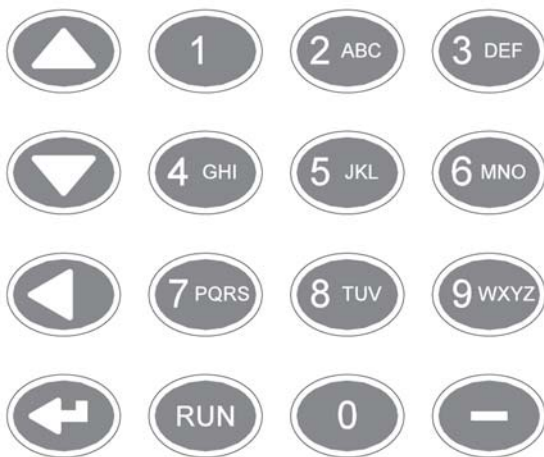 1 2 ABC 3 DEF
4 GHI 5 JKL 6 MNO
7 PQRS 8 TUV 9 WXYZ
RUN 0 -